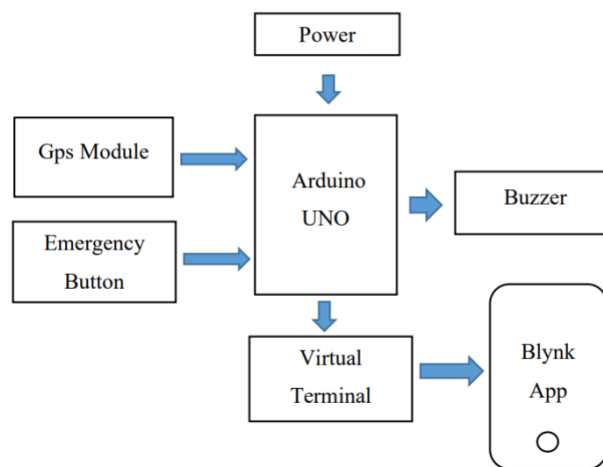 Power
Gps Module
Arduino
UNO
Buzzer
Emergency
Button
Virtual
Terminal
Blynk
App